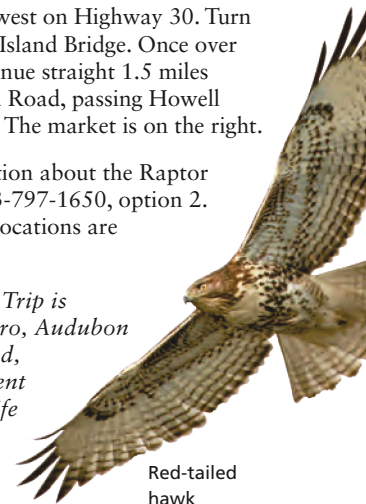 west on Highway 30. Turn
Island Bridge. Once over
nue straight 1.5 miles
Road, passing Howell
The market is on the right.
tion about the Raptor
-797-1650, option 2.
ocations are
Trip is
ro, Audubon
d,
ent
fe
Red-tailed
hawk